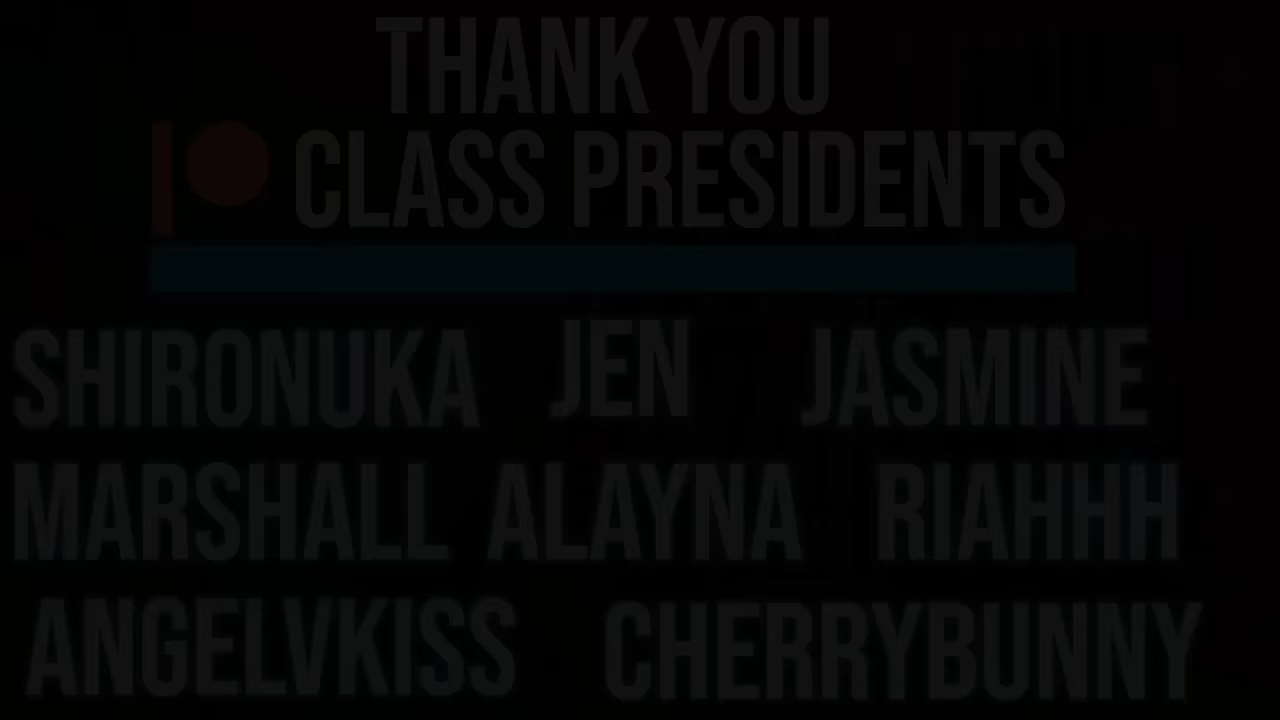 THANK YOU
CLASS PRESIDENTS
SHIRONUKA JEN JASMINE
MARSHALL ALAYNA RIAHHH
ANGELVKISS CHERRYBUNNY